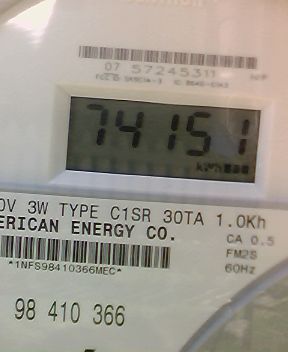 07 57245311
74151
kWh
0V 3W TYPE C1SR 30TA 1.0Kh
ERICAN ENERGY CO.
CA 0.5
*1NFS98410366MEC*
FM2S
60Hz
98 410 366